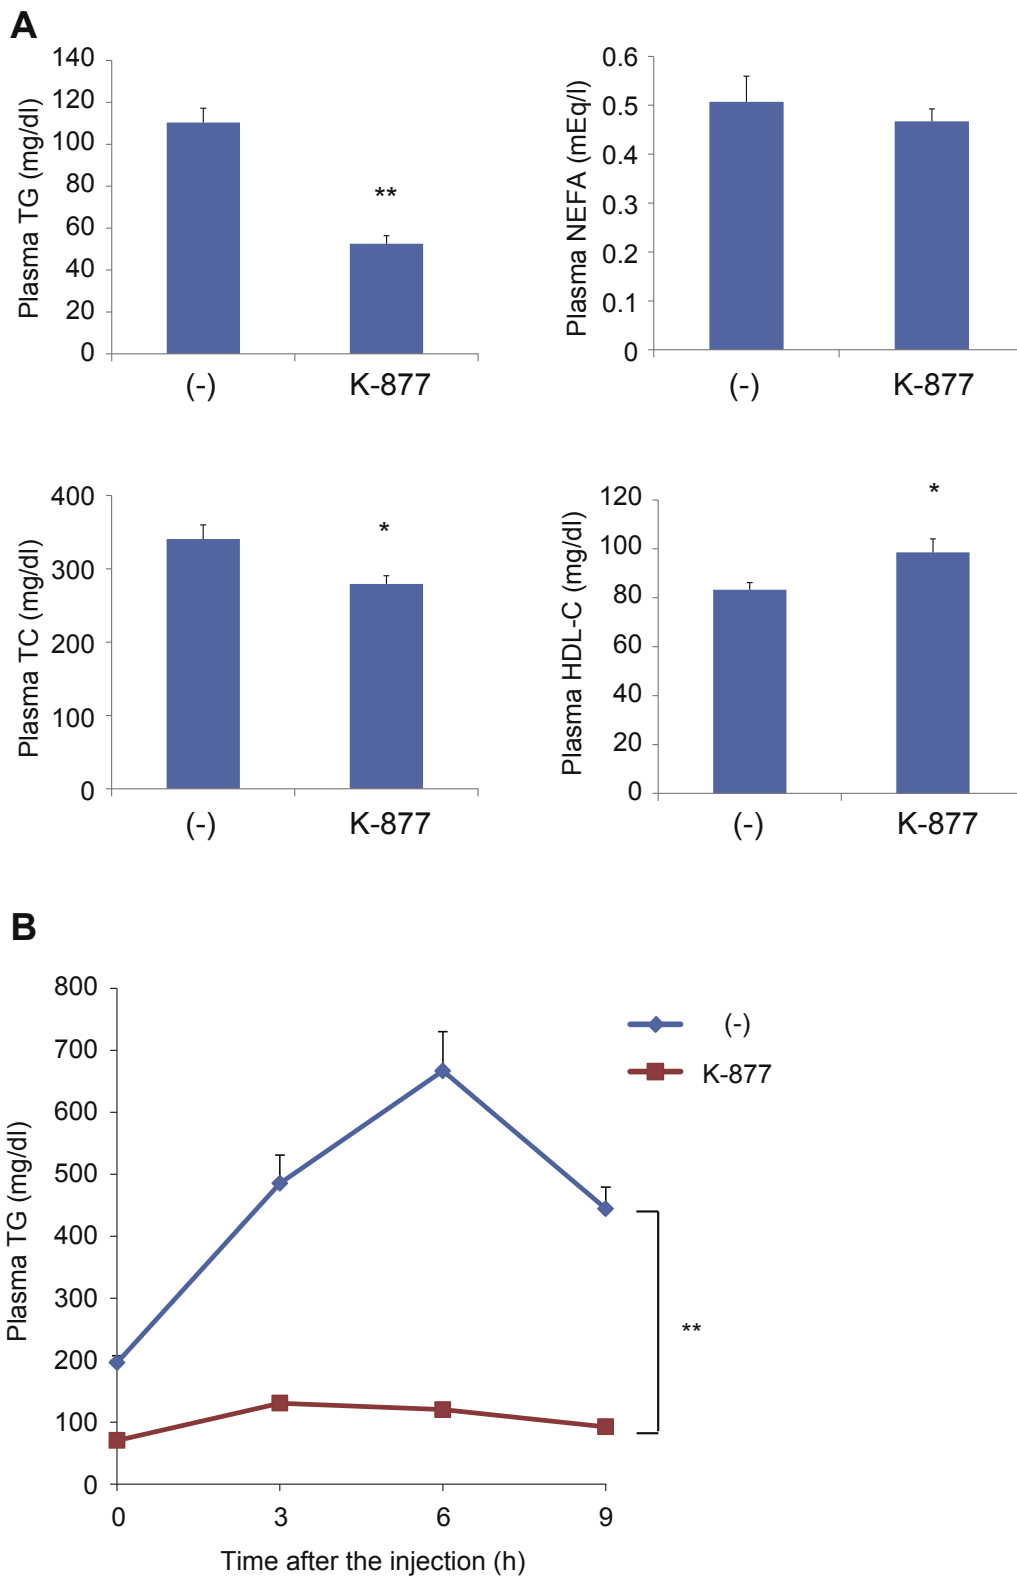 A
Plasma TG (mg/dl)
140
120
100
80
60
40
20
0
**
(-) K-877
Plasma NEFA (mEq/l)
0.6
0.5
0.4
0.3
0.2
0.1
0
(-) K-877
Plasma TC (mg/dl)
400
300
200
100
0
*
(-) K-877
Plasma HDL-C (mg/dl)
120
100
80
60
40
20
0
*
(-) K-877
B
Plasma TG (mg/dl)
800
700
600
500
400
300
200
100
0
(-)
K-877
**
0 3 6 9
Time after the injection (h)